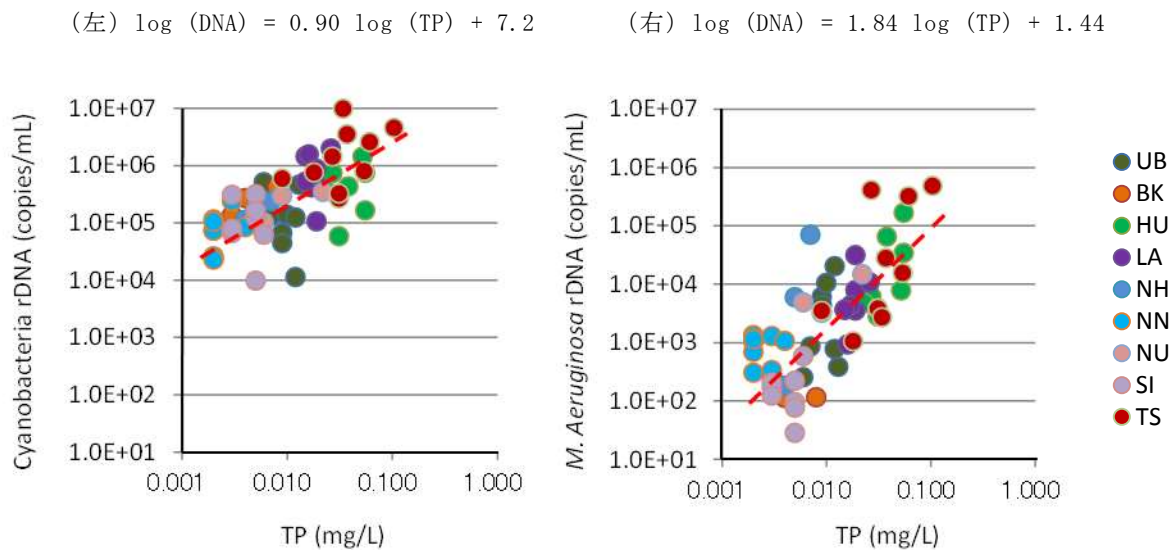 (左) log (DNA) = 0.90 log (TP) + 7.2
(右) log (DNA) = 1.84 log (TP) + 1.44
Cyanobacteria rDNA (copies/mL)
1.0E+07
1.0E+06
1.0E+05
1.0E+04
1.0E+03
1.0E+02
1.0E+01
0.001 0.010 0.100 1.000
TP (mg/L)
M. Aeruginosa rDNA (copies/mL)
1.0E+07
1.0E+06
1.0E+05
1.0E+04
1.0E+03
1.0E+02
1.0E+01
0.001 0.010 0.100 1.000
TP (mg/L)
UB
BK
HU
LA
NH
NN
NU
SI
TS